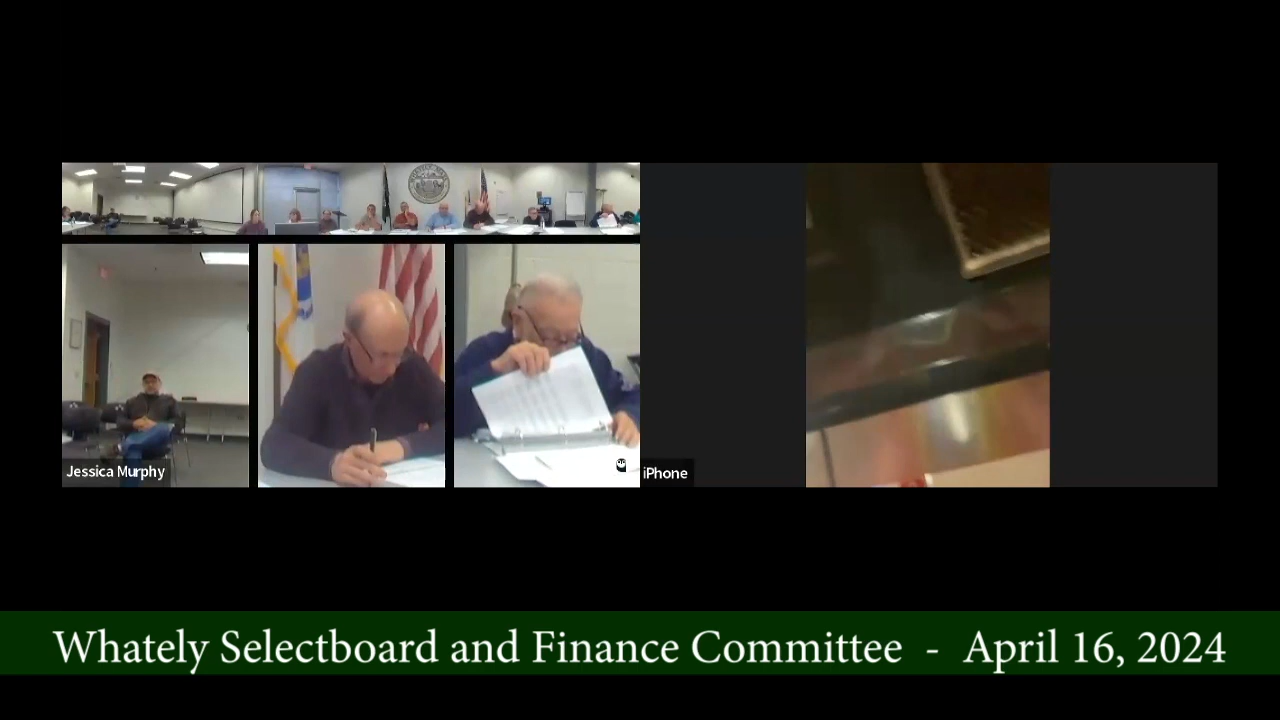 Jessica Murphy
iPhone
Whately Selectboard and Finance Committee - April 16, 2024